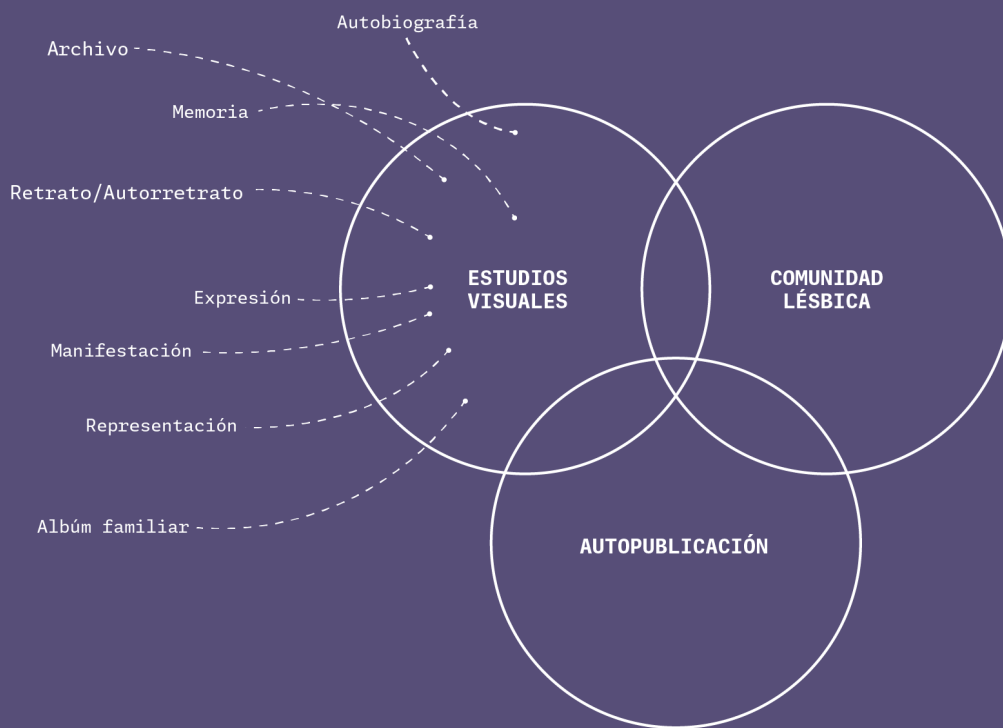 Autobiografía
Archivo
Memoria
Retrato/Autorretrato
Expresión
Manifestación
Representación
Albúm familiar
ESTUDIOS
VISUALES
COMUNIDAD
LÉSBICA
AUTOPUBLICACIÓN